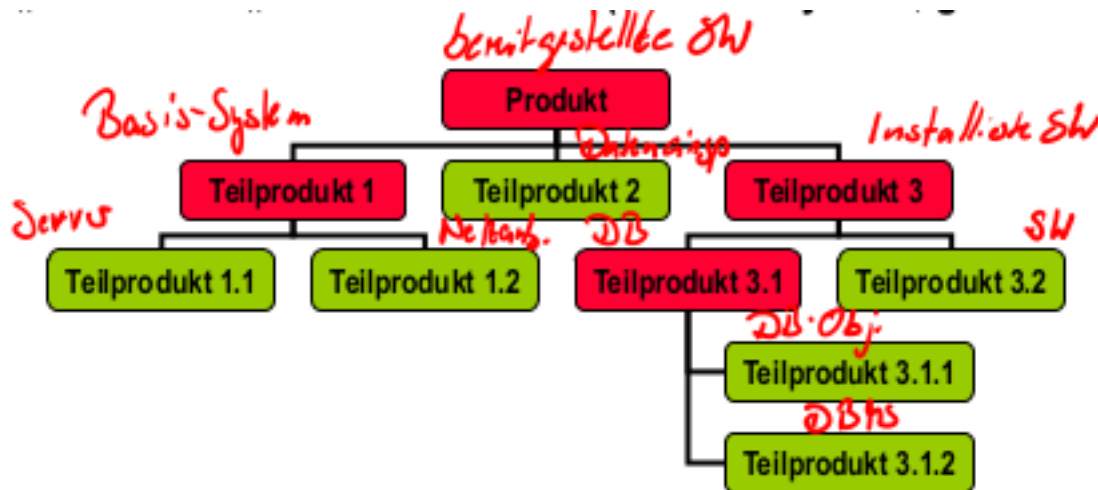 bereitgestellte SW
Produkt
Basis-System
Installierte SW
Teilprodukt 1
Teilprodukt 2
Teilprodukt 3
Server
DB
SW
Teilprodukt 1.1
Teilprodukt 1.2
Teilprodukt 3.1
Teilprodukt 3.2
DB-Obj.
Teilprodukt 3.1.1
DBMS
Teilprodukt 3.1.2